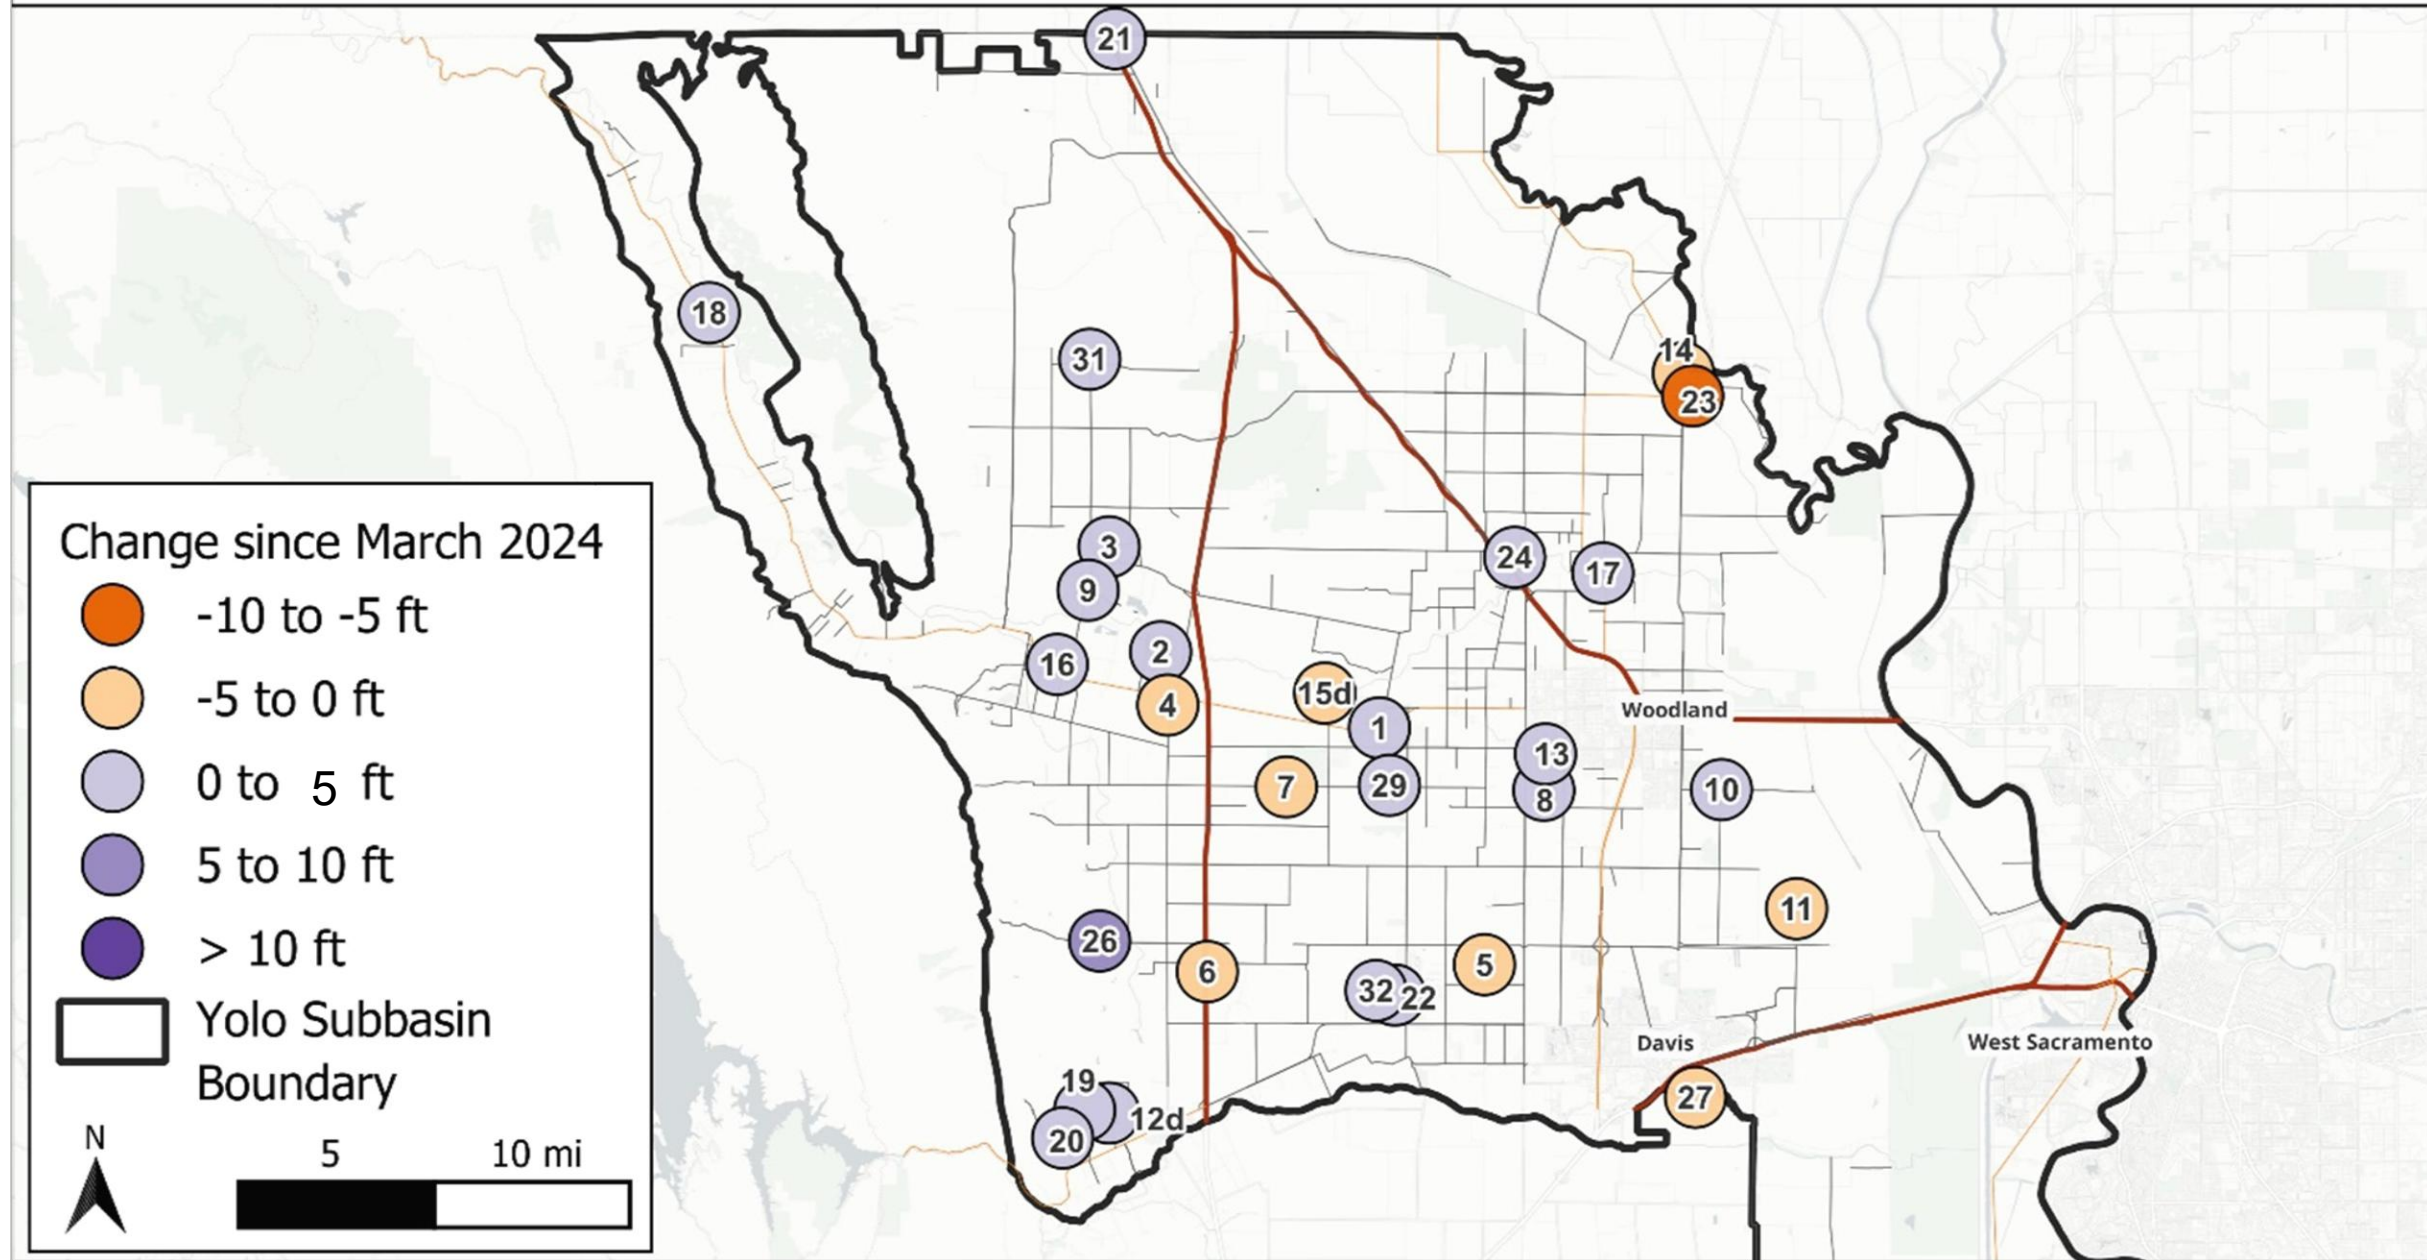 21
18
31
14
23
3
24
17
9
2
16
4
15d
Woodland
1
13
7
29
8
10
11
26
6
5
32
22
Davis
West Sacramento
19
27
12d
20
Change since March 2024
-10 to -5 ft
-5 to 0 ft
0 to 5 ft
5 to 10 ft
> 10 ft
Yolo Subbasin
Boundary
N
5 10 mi